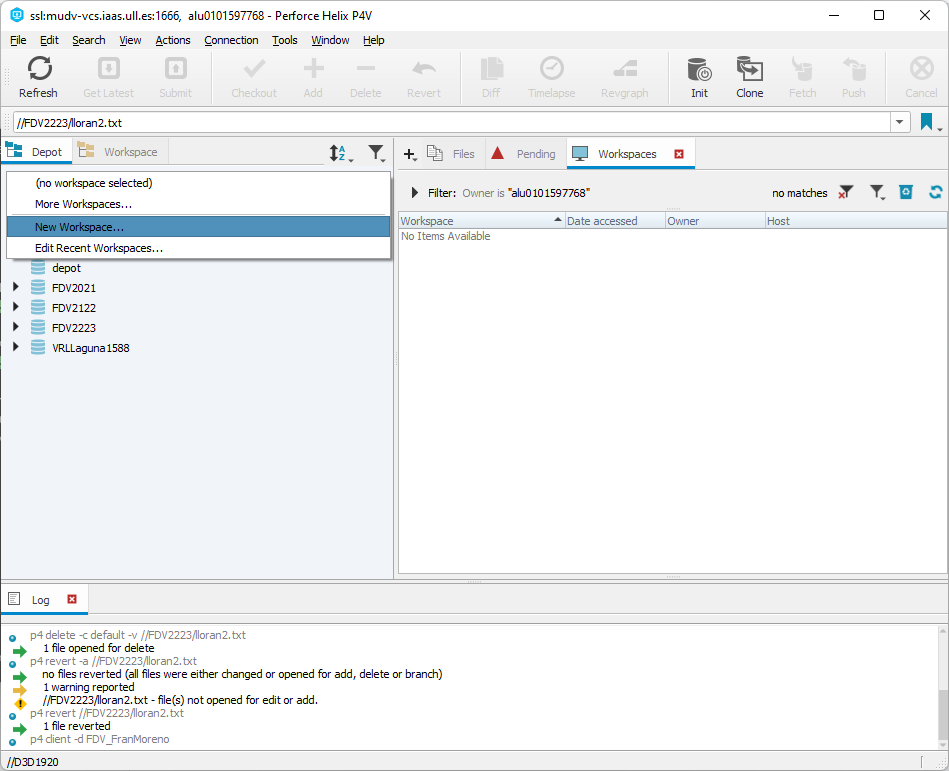 ssl:mudv-vcs.iaas.ull.es:1666, alu0101597768 - Perforce Helix P4V
File Edit Search View Actions Connection Tools Window Help
Refresh Get Latest Submit Checkout Add Delete Revert Diff Timelapse Revgraph Init Clone Fetch Push Cancel
//FDV2223/lloran2.txt
Depot Workspace
(no workspace selected)
More Workspaces...
New Workspace...
Edit Recent Workspaces...
depot
FDV2021
FDV2122
FDV2223
VRLLaguna1588
Files Pending Workspaces
Filter: Owner is "alu0101597768" no matches
Workspace Date accessed Owner Host
No Items Available
Log
p4 delete -c default -v //FDV2223/lloran2.txt
1 file opened for delete
p4 revert -a //FDV2223/lloran2.txt
no files reverted (all files were either changed or opened for add, delete or branch)
1 warning reported
//FDV2223/lloran2.txt - file(s) not opened for edit or add.
p4 revert //FDV2223/lloran2.txt
1 file reverted
p4 client -d FDV_FranMoreno
//D3D1920